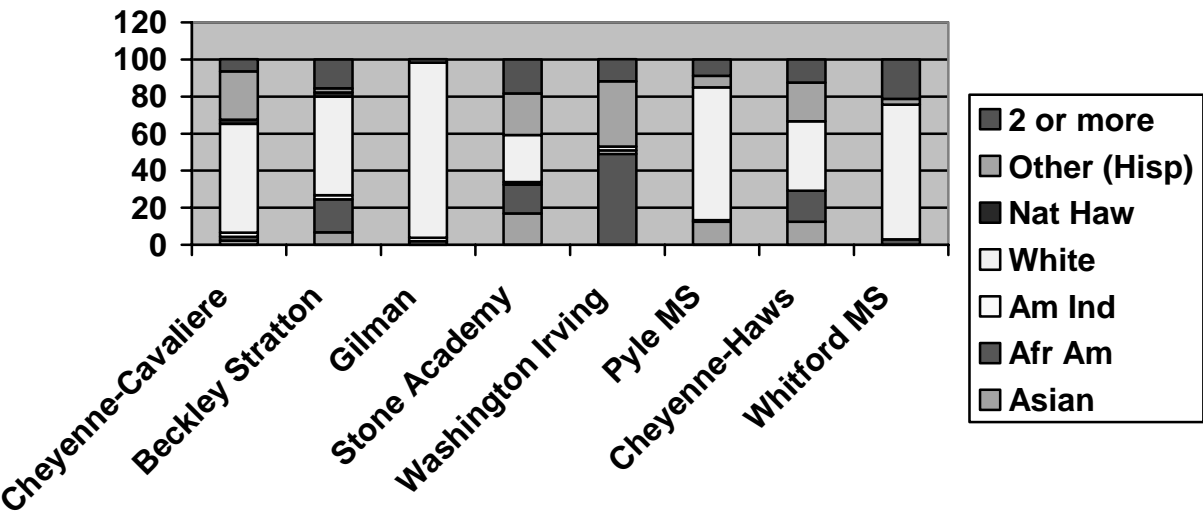 120
100
80
60
40
20
0
Cheyenne-Cavaliere
Beckley Stratton
Gilman
Stone Academy
Washington Irving
Pyle MS
Cheyenne-Haws
Whitford MS
2 or more
Other (Hisp)
Nat Haw
White
Am Ind
Afr Am
Asian